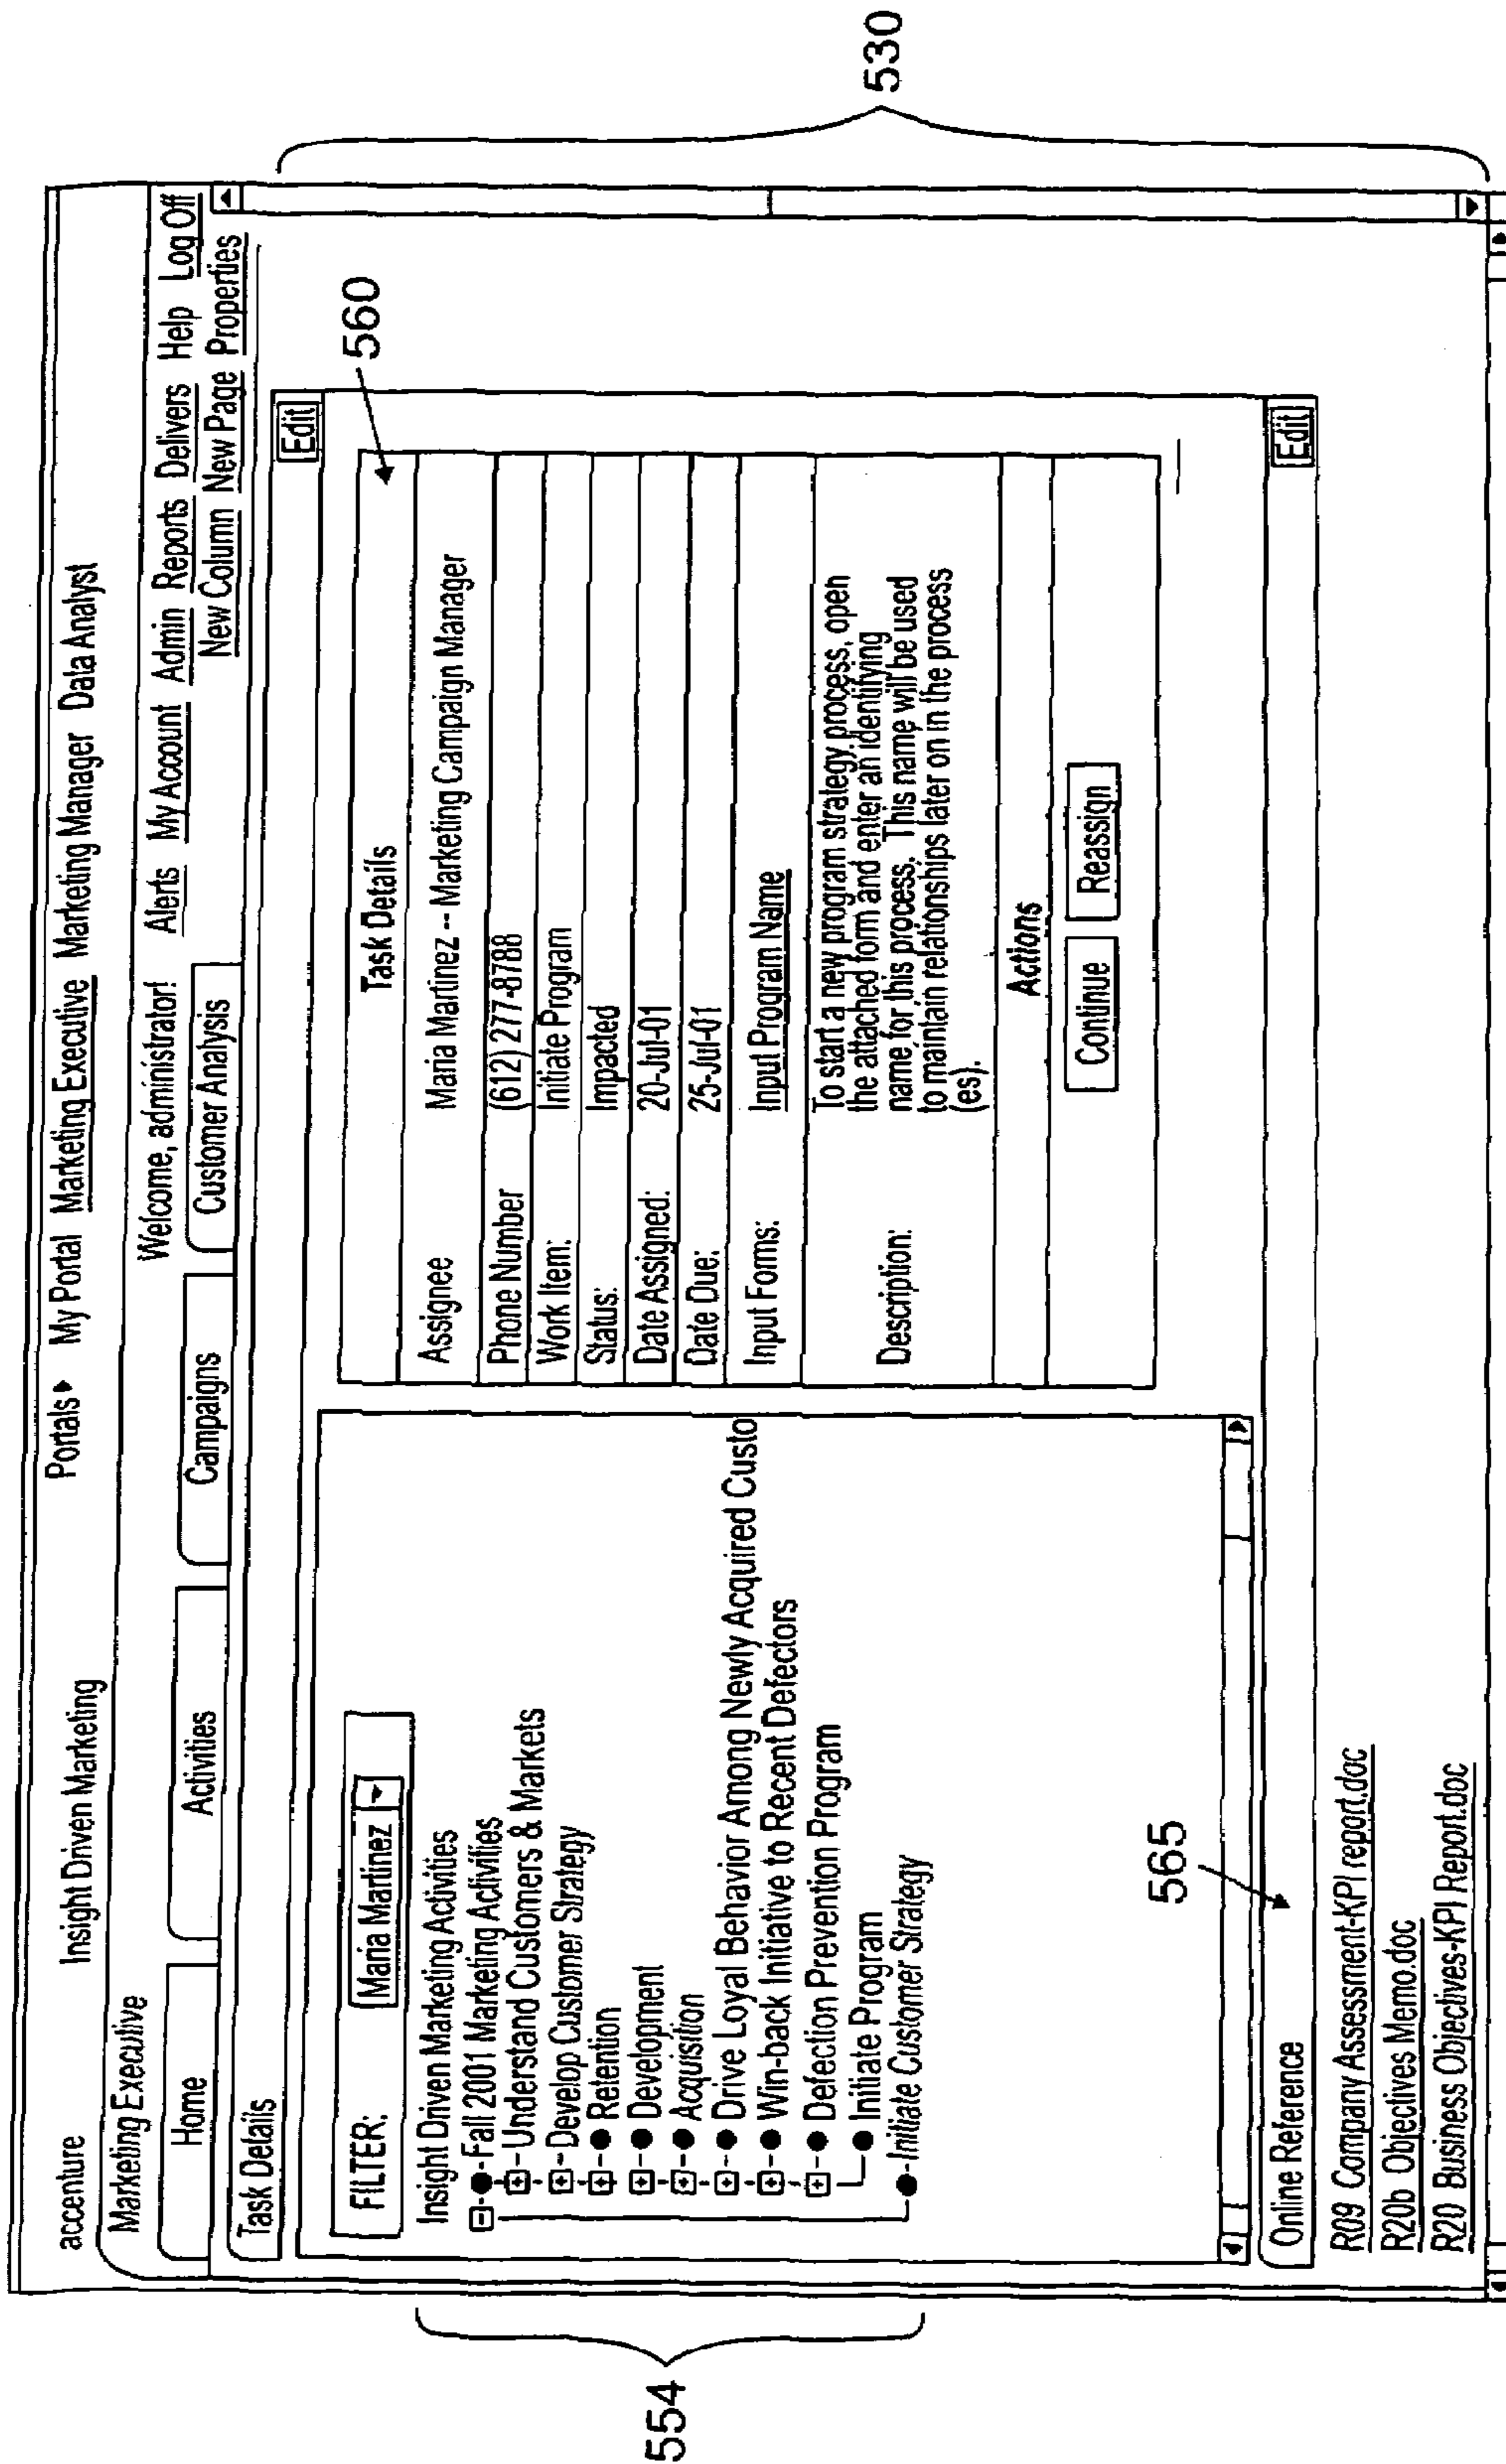 accenture Insight Driven Marketing Portals My Portal Marketing Executive Marketing Manager Data Analyst
Marketing Executive Welcome, administrator! Alerts My Account Admin Reports Delivers Help Log Off
Home Activities Campaigns Customer Analysis New Column New Page Properties
Task Details
Edit
530
FILTER: Maria Martinez
Insight Driven Marketing Activities
Fall 2001 Marketing Activities
Understand Customers & Markets
Develop Customer Strategy
Retention
Development
Acquisition
Drive Loyal Behavior Among Newly Acquired Custo
Win-back Initiative to Recent Defectors
Defection Prevention Program
Initiate Program
Initiate Customer Strategy
554
Task Details
560
Assignee Maria Martinez -- Marketing Campaign Manager
Phone Number (612) 277-8788
Work Item: Initiate Program
Status: Impacted
Date Assigned: 20-Jul-01
Date Due: 25-Jul-01
Input Forms: Input Program Name
Description: To start a new program strategy process, open
the attached form and enter an identifying
name for this process. This name will be used
to maintain relationships later on in the process
(es).
Actions
Continue Reassign
565
Online Reference Edit
R09 Company Assessment-KPI report.doc
R20b Objectives Memo.doc
R20 Business Objectives-KPI Report.doc